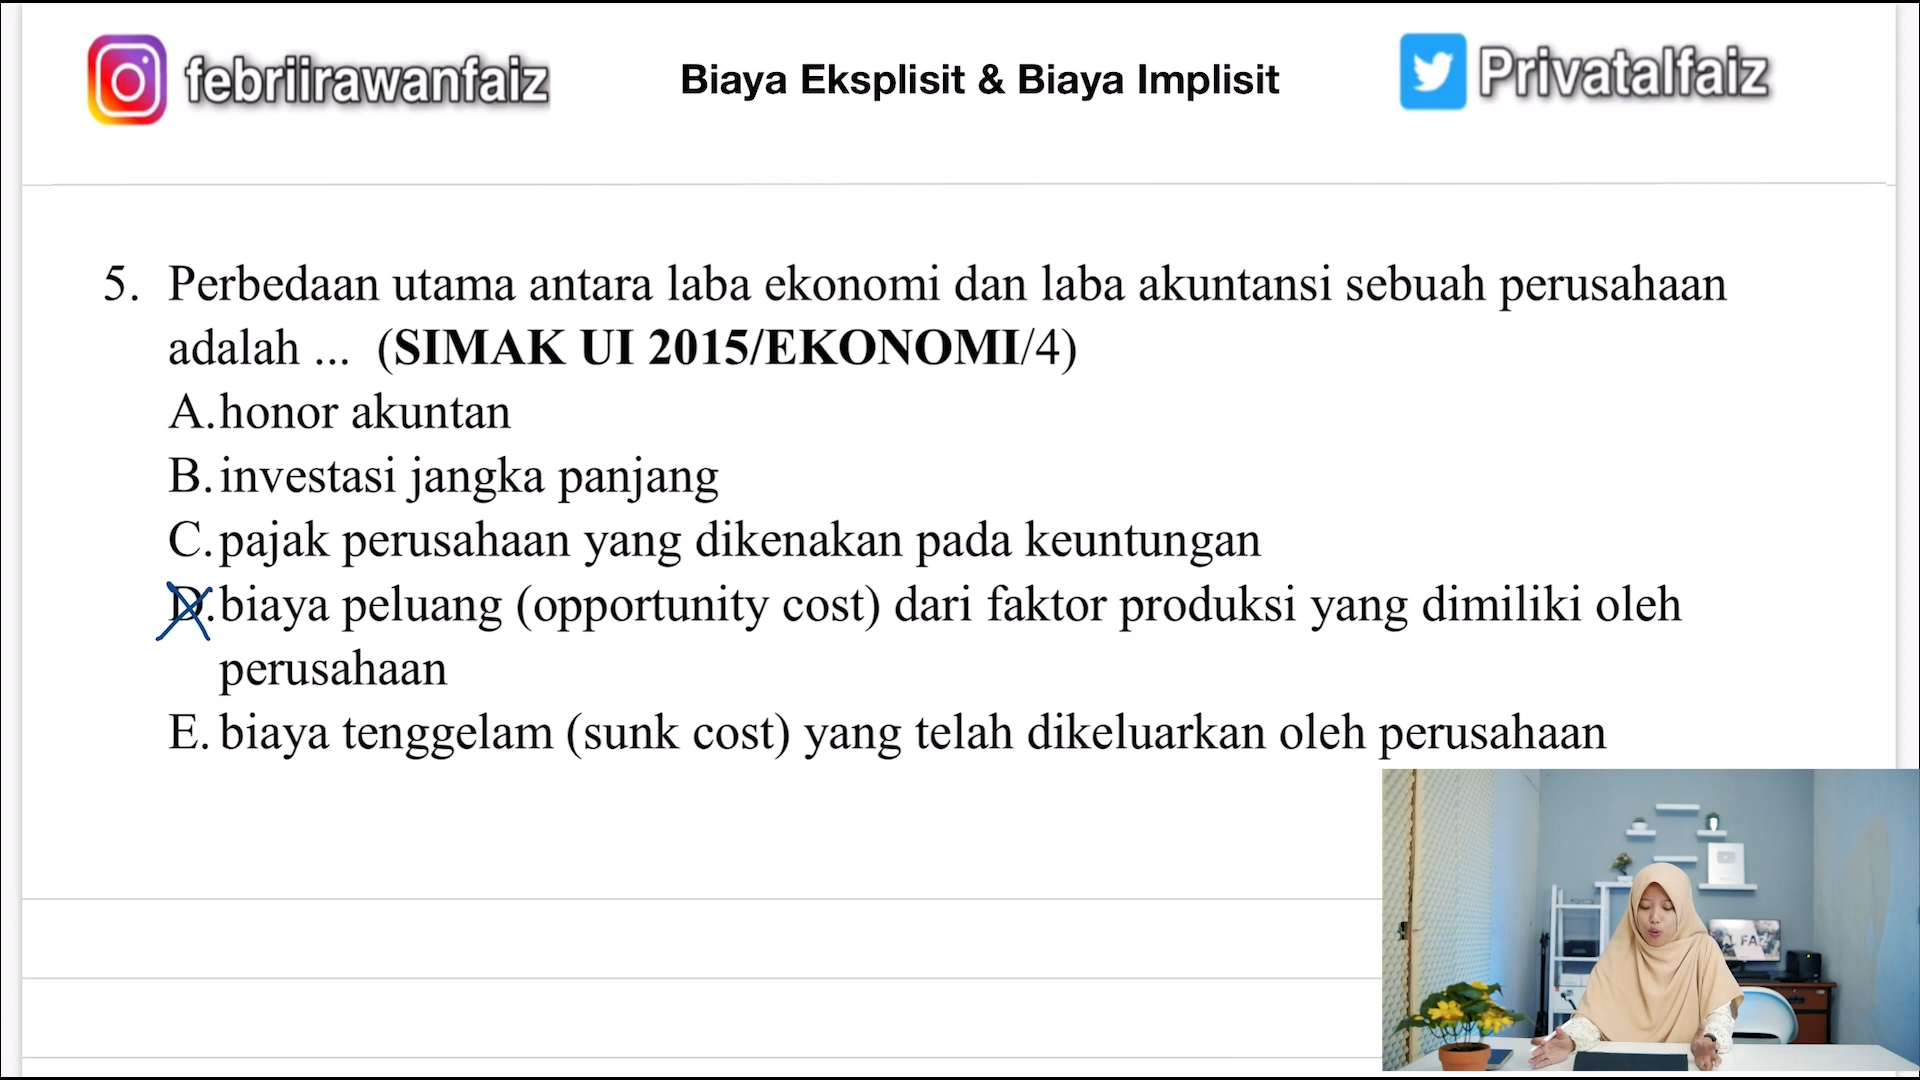 febriirawanfaiz
Biaya Eksplisit & Biaya Implisit
Privatalfaiz
5. Perbedaan utama antara laba ekonomi dan laba akuntansi sebuah perusahaan
adalah ... (SIMAK UI 2015/EKONOMI/4)
A. honor akuntan
B. investasi jangka panjang
C. pajak perusahaan yang dikenakan pada keuntungan
D. biaya peluang (opportunity cost) dari faktor produksi yang dimiliki oleh
perusahaan
E. biaya tenggelam (sunk cost) yang telah dikeluarkan oleh perusahaan